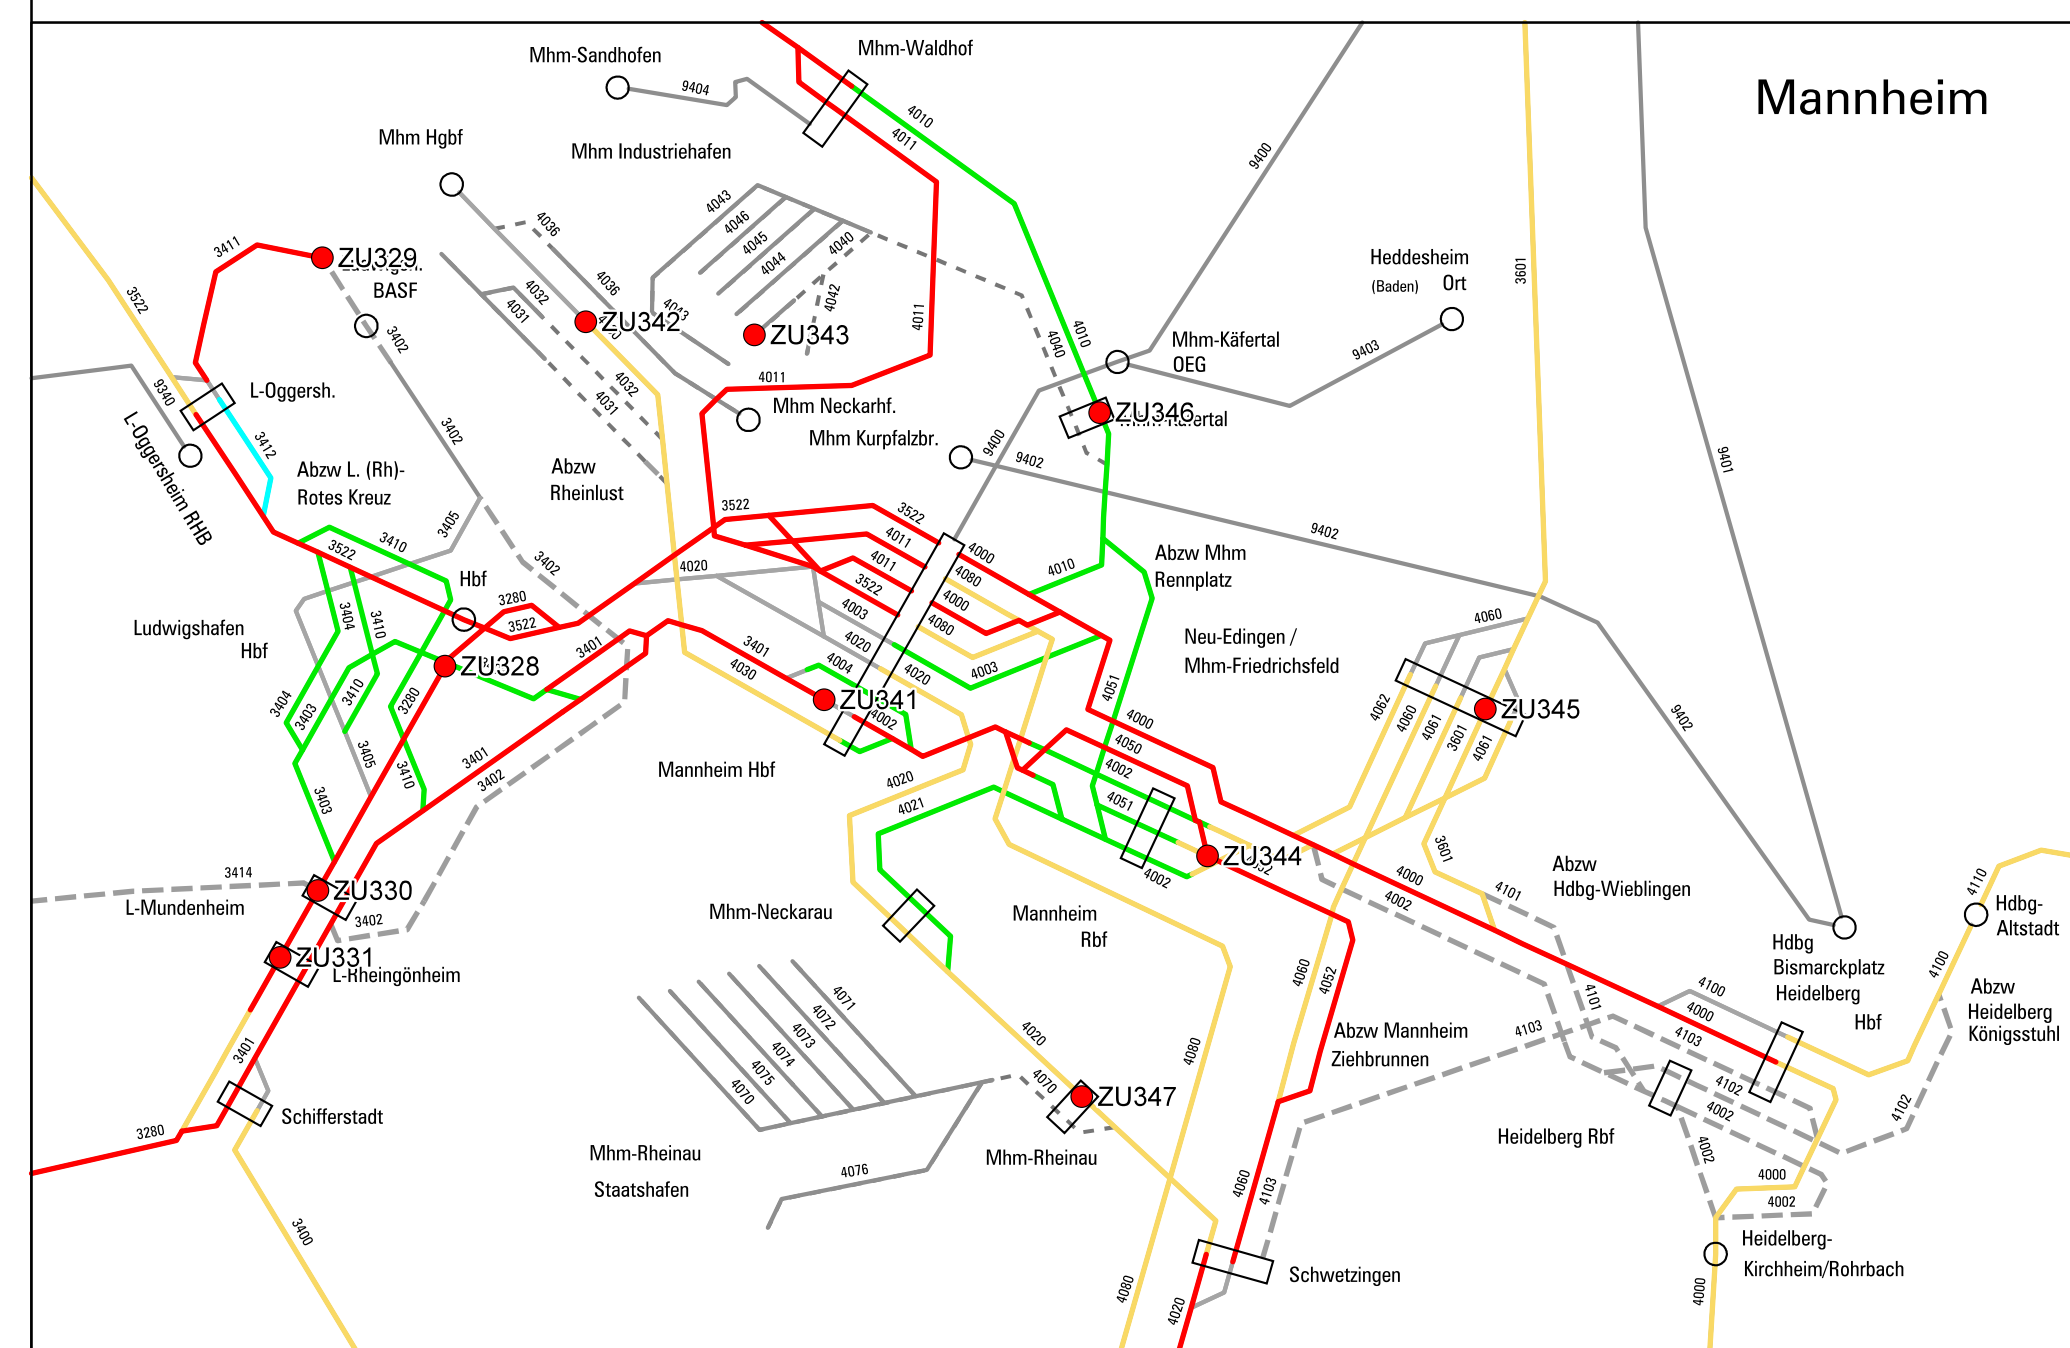 Mannheim
Mhm-Sandhofen
Mhm-Waldhof
9404
4010
4011
Mhm Hgbf
Mhm Industriehafen
9400
4043
4046
4045
4044
4040
4036
3411
ZU329
BASF
3522
4036
4032
4031
4043
4042
4011
ZU342
ZU343
3402
3601
Heddesheim
(Baden) Ort
4010
4040
Mhm-Käfertal
OEG
9403
9340
L-Oggersh.
4011
4032
4031
Mhm Neckarhf.
ZU346
Mhm Kurpfalzbr.
9400
9402
9401
L-Oggersheim RHB
3412
3402
Abzw L. (Rh)-
Rotes Kreuz
Abzw
Rheinlust
3522
3522
3405
3410
3522
4011
4011
3522
4003
4000
4080
4000
4080
4010
Abzw Mhm
Rennplatz
9402
3402
Hbf
4020
3280
3522
3404
3410
Ludwigshafen
Hbf
3401
3401
4020
4004
4020
4003
4030
Neu-Edingen /
Mhm-Friedrichsfeld
4060
ZU328
ZU341
4002
4051
ZU345
4062
4060
4061
3601
4061
9402
3404
3403
3410
3280
3405
3410
3401
3402
3403
Mannheim Hbf
4000
4050
4002
4051
4020
4021
ZU344
4002
3601
4000
4002
4101
Abzw
Hdbg-Wieblingen
4110
Hdbg-
Altstadt
3414
L-Mundenheim
ZU330
3402
ZU331
L-Rheingönheim
Mhm-Neckarau
Mannheim
Rbf
4060
4052
4101
Hdbg
Bismarckplatz
Heidelberg
Hbf
4100
4100
4000
4103
4103
Abzw
Heidelberg
Königsstuhl
4071
4072
4073
4074
4075
4070
4020
4070
4080
Abzw Mannheim
Ziehbrunnen
3401
Schifferstadt
3280
ZU347
4102
4002
4102
4002
Heidelberg Rbf
Mhm-Rheinau
Staatshafen
4076
Mhm-Rheinau
4060
4103
4000
4002
3400
Heidelberg-
Kirchheim/Rohrbach
Schwetzingen
4080
4020
4000